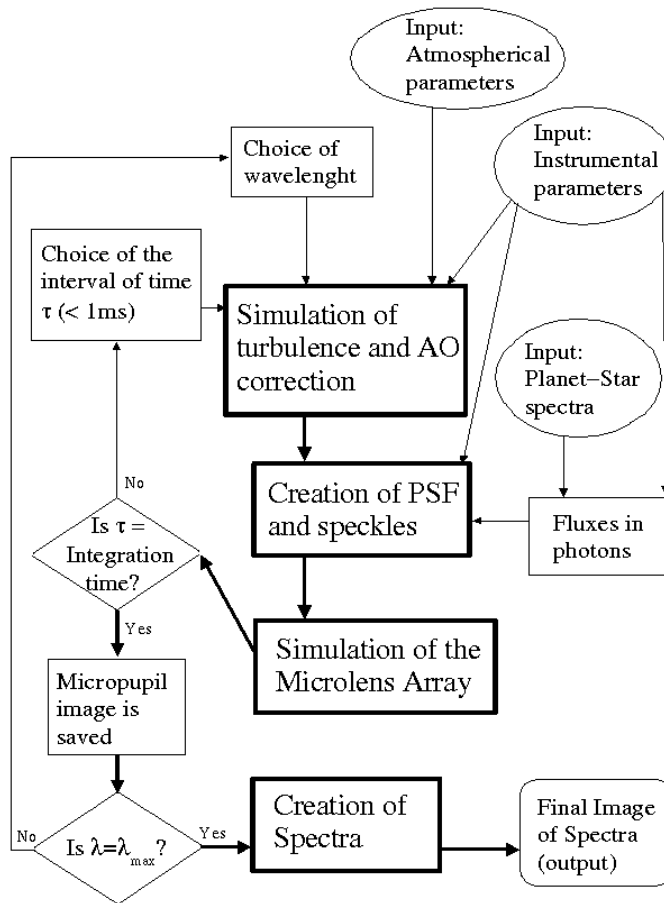 Input:
Atmospherical
parameters
Input:
Instrumental
parameters
Choice of
wavelenght
Choice of the
interval of time
τ (< 1ms)
Simulation of
turbulence and AO
correction
Input:
Planet-Star
spectra
No
Creation of PSF
and speckles
Fluxes in
photons
Is τ =
Integration
time?
Yes
Simulation of the
Microlens Array
Micropupil
image is
saved
No
Is λ=λmax?
Yes
Creation of
Spectra
Final Image
of Spectra
(output)